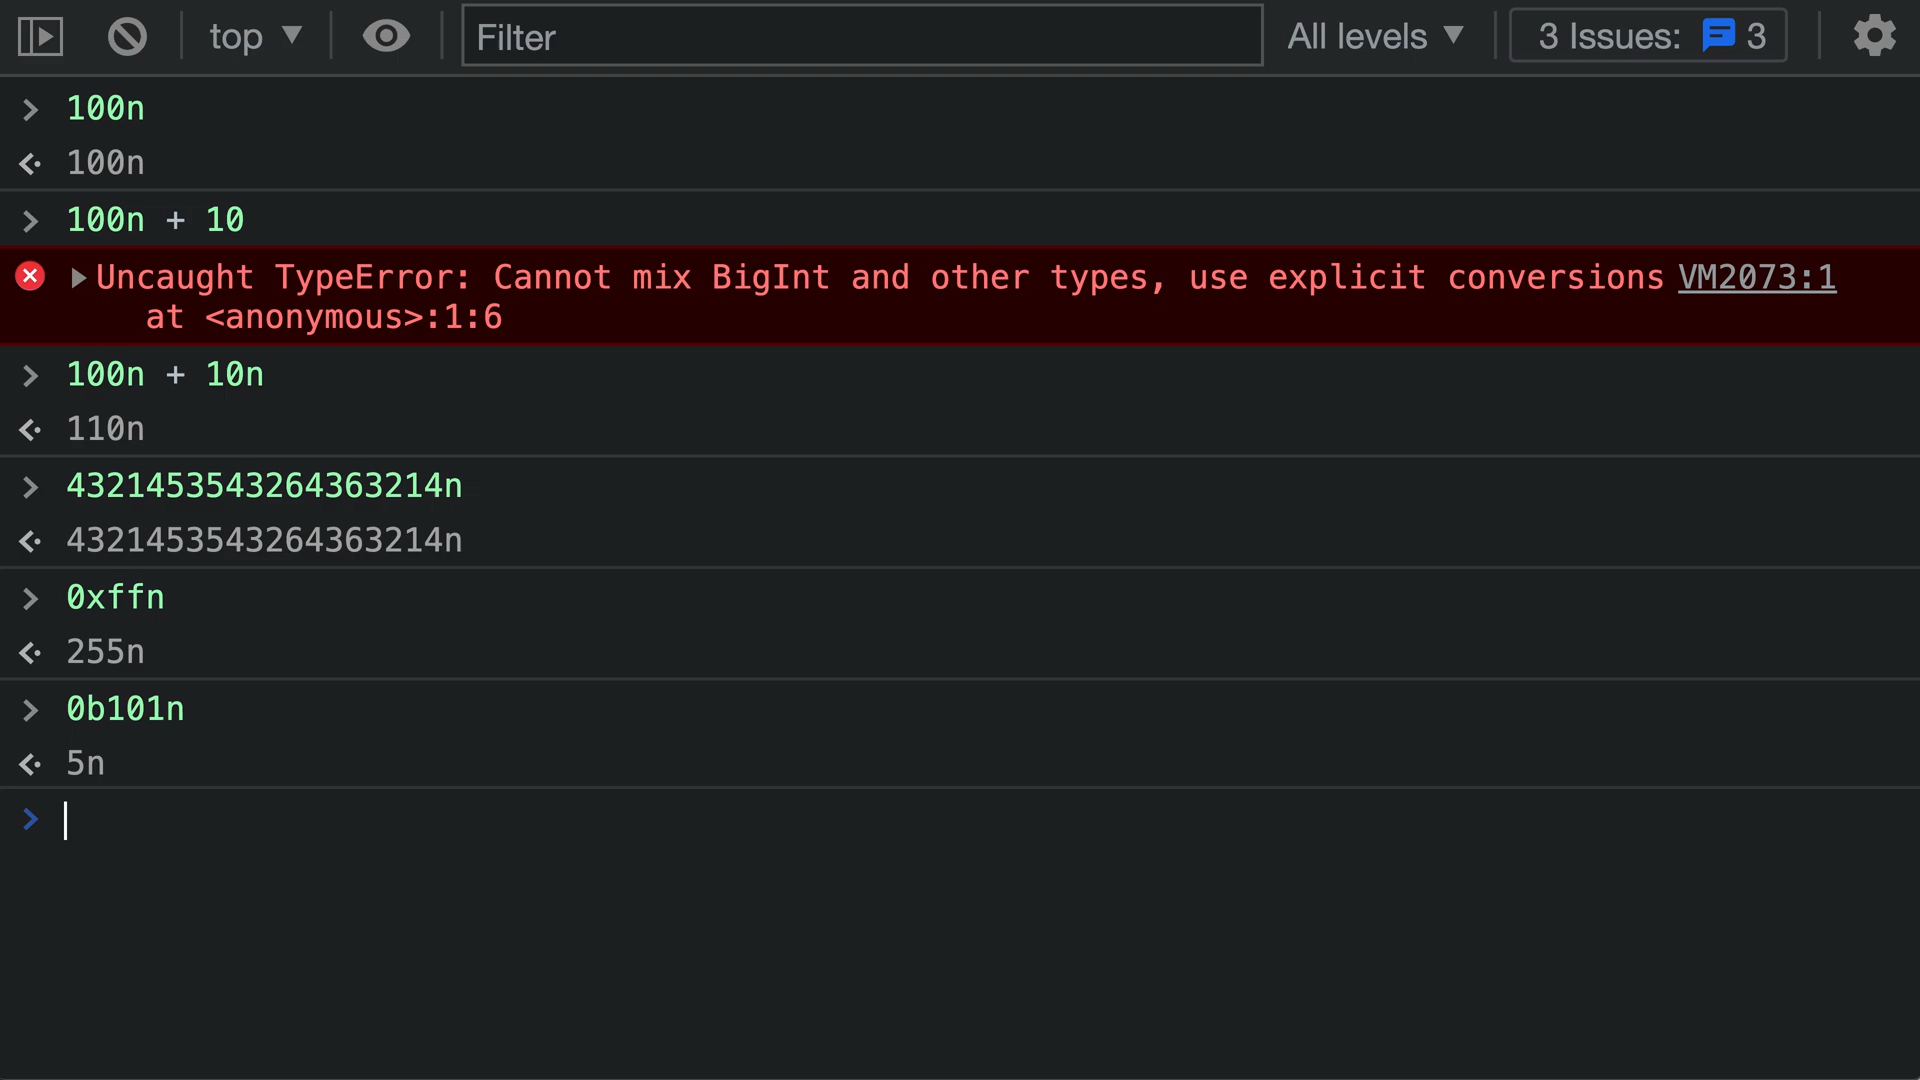 top ▼ Filter All levels ▼ 3 Issues: 3
> 100n
100n
> 100n + 10
▶Uncaught TypeError: Cannot mix BigInt and other types, use explicit conversions VM2073:1
at <anonymous>:1:6
> 100n + 10n
110n
> 4321453543264363214n
4321453543264363214n
> 0xffn
255n
> 0b101n
5n
>